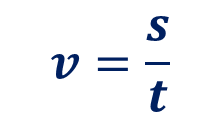 v = s/t